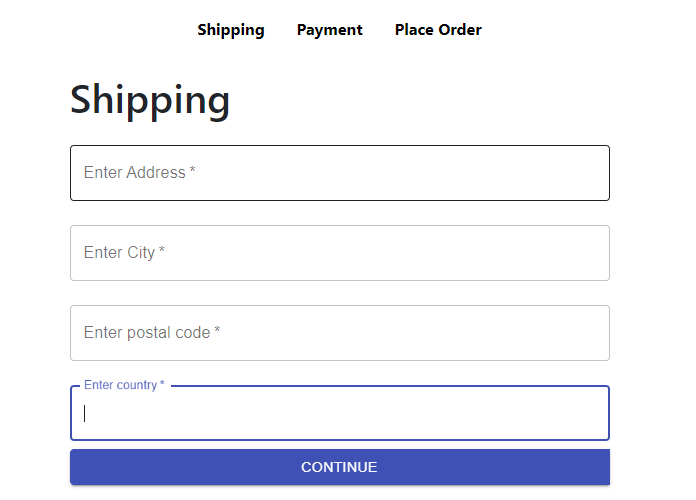 Shipping Payment Place Order
Shipping
Enter Address *
Enter City *
Enter postal code *
Enter country *
CONTINUE